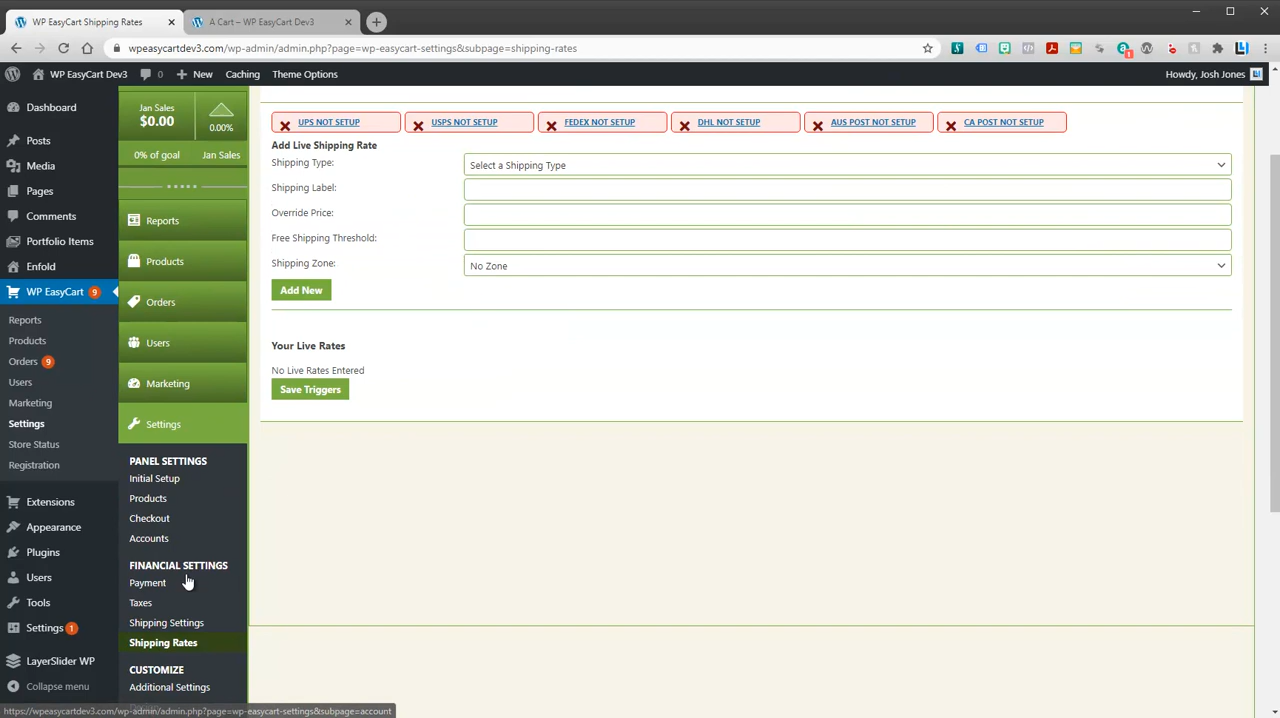 WP EasyCart Shipping Rates
A Cart – WP EasyCart Dev3
wpeasycartdev3.com/wp-admin/admin.php?page=wp-easycart-settings&subpage=shipping-rates
WP EasyCart Dev3 0 New Caching Theme Options Howdy, Josh Jones
Dashboard
Posts
Media
Pages
Comments
Portfolio Items
Enfold
WP EasyCart 9
Reports
Products
Orders 9
Users
Marketing
Settings
Store Status
Registration
Extensions
Appearance
Plugins
Users
Tools
Settings 1
LayerSlider WP
Collapse menu
Jan Sales
$0.00
0.00%
0% of goal Jan Sales
Reports
Products
Orders
Users
Marketing
Settings
PANEL SETTINGS
Initial Setup
Products
Checkout
Accounts
FINANCIAL SETTINGS
Payment
Taxes
Shipping Settings
Shipping Rates
CUSTOMIZE
Additional Settings
UPS NOT SETUP USPS NOT SETUP FEDEX NOT SETUP DHL NOT SETUP AUS POST NOT SETUP CA POST NOT SETUP
Add Live Shipping Rate
Shipping Type: Select a Shipping Type
Shipping Label:
Override Price:
Free Shipping Threshold:
Shipping Zone: No Zone
Add New
Your Live Rates
No Live Rates Entered
Save Triggers
https://wpeasycartdev3.com/wp-admin/admin.php?page=wp-easycart-settings&subpage=account